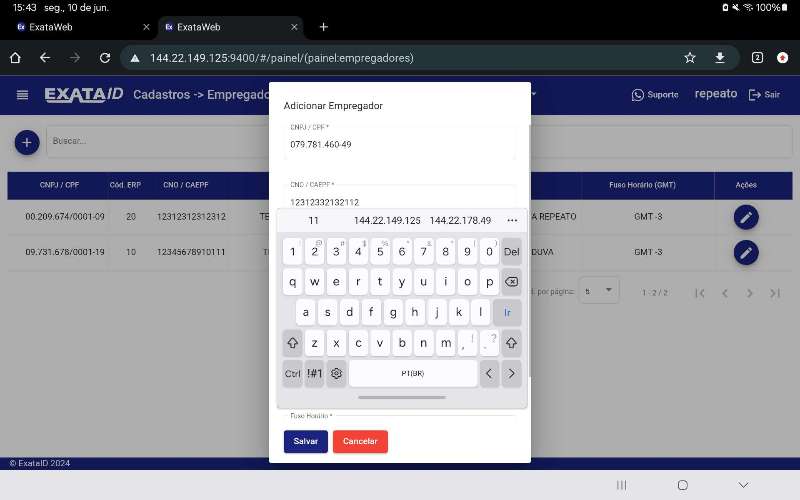 15:43 seg., 10 de jun. 100%
ExataWeb
ExataWeb
144.22.149.125:9400/#/painel/(painel:empregadores)
2
EXATAID Cadastros -> Empregado
Suporte repeato Sair
Adicionar Empregador
Buscar...
CNPJ / CPF *
079.781.460-49
CNO / CAEPF *
12312332132112
CNPJ / CPF Cód. ERP CNO / CAEPF Fuso Horário (GMT) Ações
00.209.674/0001-09 20 12312312312312 TE A REPEATO GMT -3
09.731.678/0001-19 10 12345678910111 DUVA GMT -3
por página: 5 1 - 2 / 2
11 144.22.149.125 144.22.178.49 ...
1 2 3 4 5 6 7 8 9 0 Del
q w e r t y u i o p
a s d f g h j k l Ir
z x c v b n m , ! . ?
Ctrl !#1 PT(BR) < >
Fuso Horário *
Salvar Cancelar
© ExataID 2024